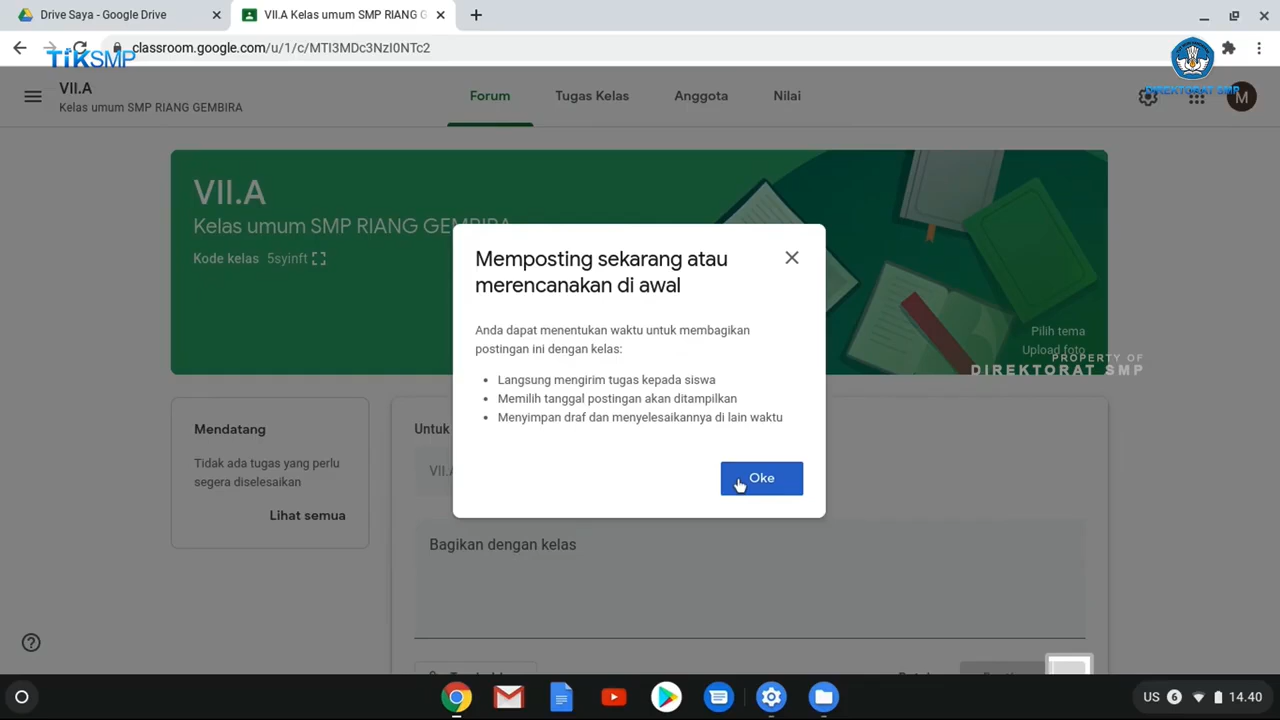 Drive Saya - Google Drive
VII.A Kelas umum SMP RIANG G
classroom.google.com/u/1/c/MTI3MDc3NzI0NTc2
TIKSMP
VII.A
Kelas umum SMP RIANG GEMBIRA
Forum
Tugas Kelas
Anggota
Nilai
DIREKTORAT SMP
M
VII.A
Kelas umum SMP RIANG GEMBIRA
Kode kelas 5syinft
Pilih tema
Upload foto
PROPERTY OF
DIREKTORAT SMP
Memposting sekarang atau
merencanakan di awal
Anda dapat menentukan waktu untuk membagikan
postingan ini dengan kelas:
Langsung mengirim tugas kepada siswa
Memilih tanggal postingan akan ditampilkan
Menyimpan draf dan menyelesaikannya di lain waktu
Oke
Mendatang
Tidak ada tugas yang perlu
segera diselesaikan
Lihat semua
Untuk
VII.A
Bagikan dengan kelas
US 6 14.40